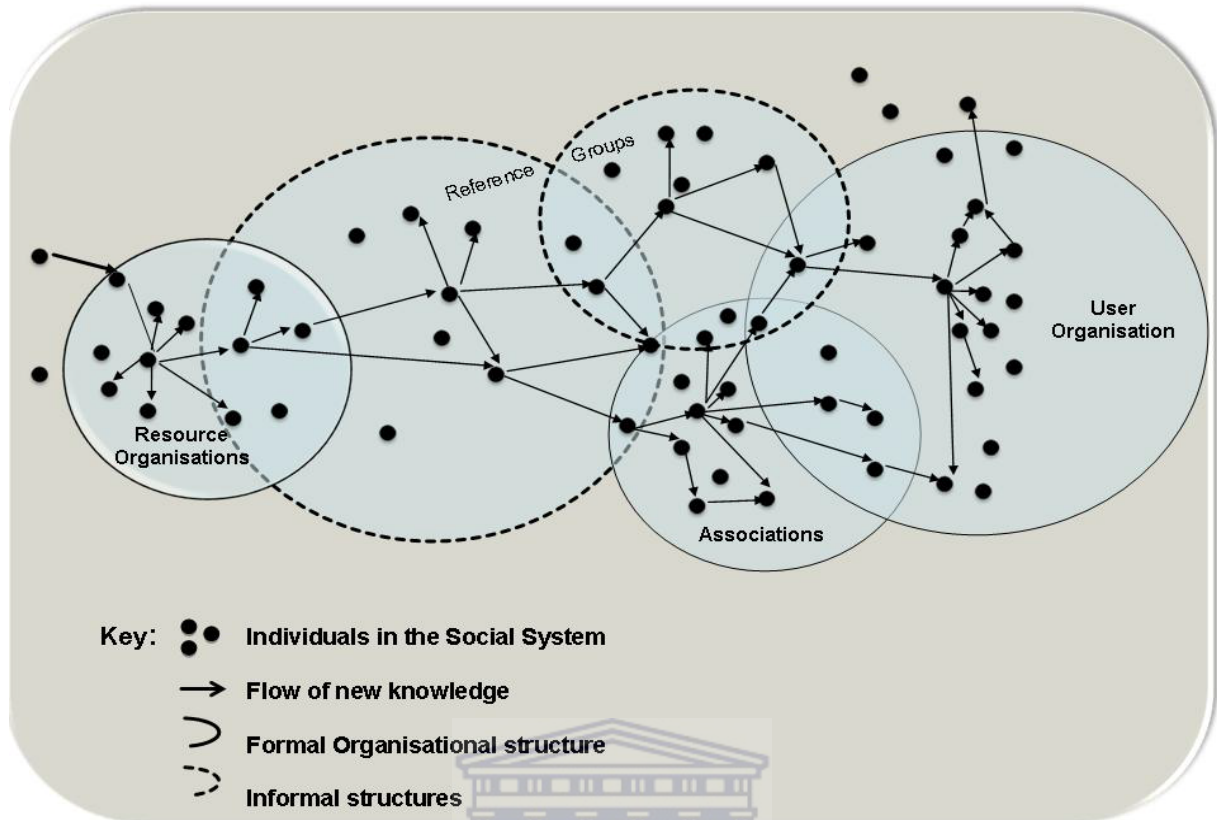 Reference
Groups
User
Organisation
Resource
Organisations
Associations
Key:
Individuals in the Social System
Flow of new knowledge
Formal Organisational structure
Informal structures